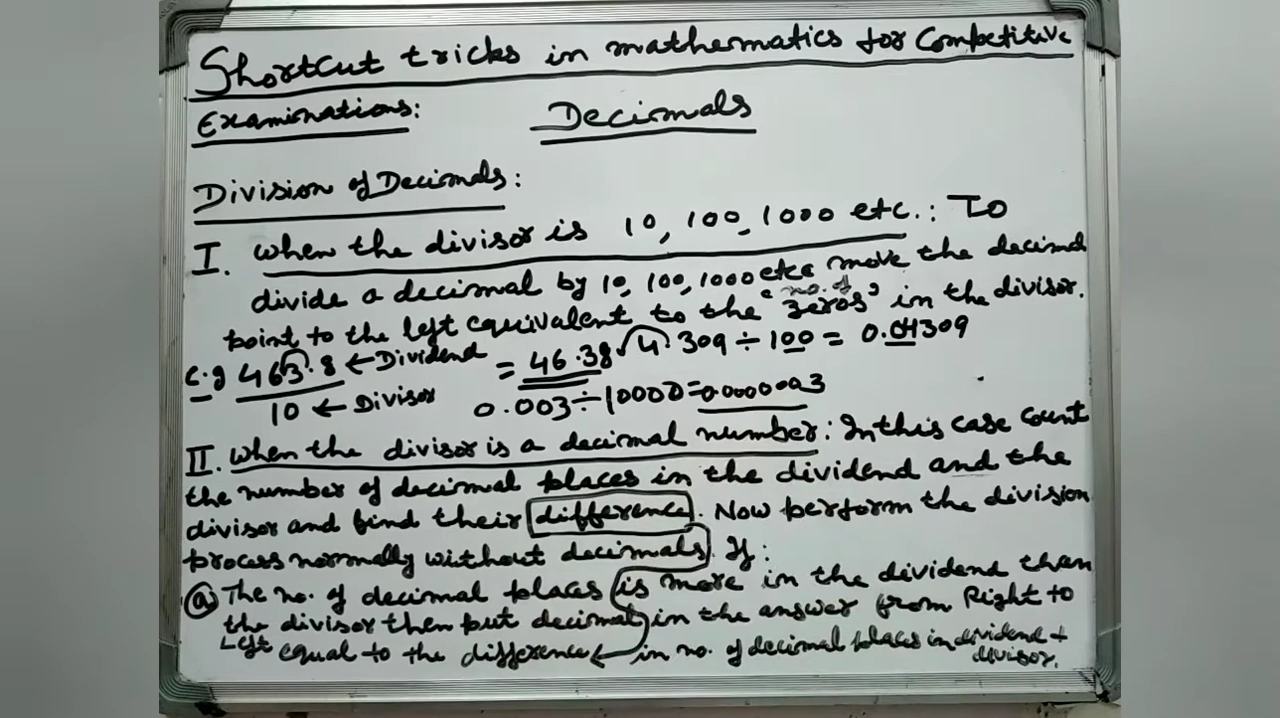 Shortcut tricks in mathematics for Competitive
Examinations: Decimals
Division of Decimals:
I. When the divisor is 10, 100, 1000 etc.: To
divide a decimal by 10, 100, 1000 etc move the decimal
point to the left equivalent to the "no. of zeros" in the divisor.
e.g 463.8 ← Dividend = 46.38 4.309 ÷ 100 = 0.04309
10 ← Divisor 0.003 ÷ 10000 = 0.0000003
II. When the divisor is a decimal number: In this case count
the number of decimal places in the dividend and the
divisor and find their difference. Now perform the division
process normally without decimals. If:
(a) The no. of decimal places is more in the dividend than
the divisor then put decimal in the answer from Right to
Left equal to the difference ← in no. of decimal places in dividend +
divisor.